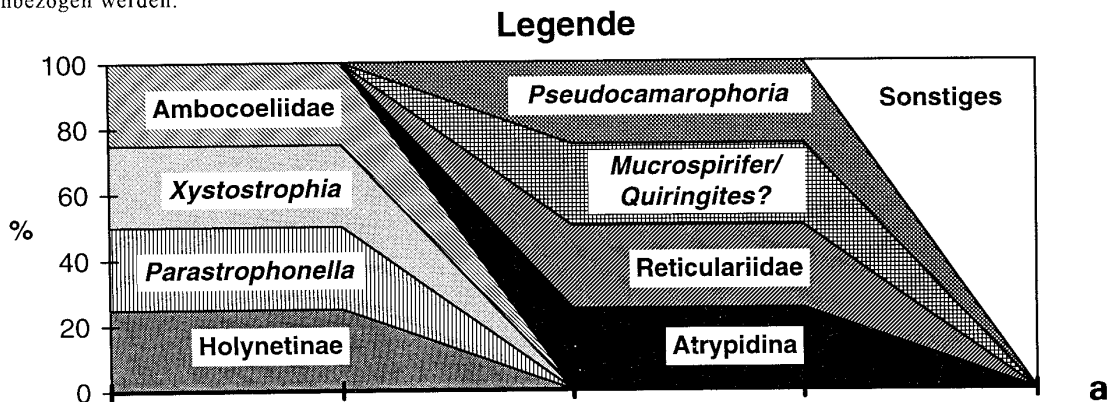 nbezogen werden.
Legende
100
80
60
40
20
0
%
Ambocoeliidae
Xystostrophia
Parastrophonella
Holynetinae
Pseudocamarophoria
Mucrospirifer/
Quiringites?
Reticulariidae
Atrypidina
Sonstiges
a